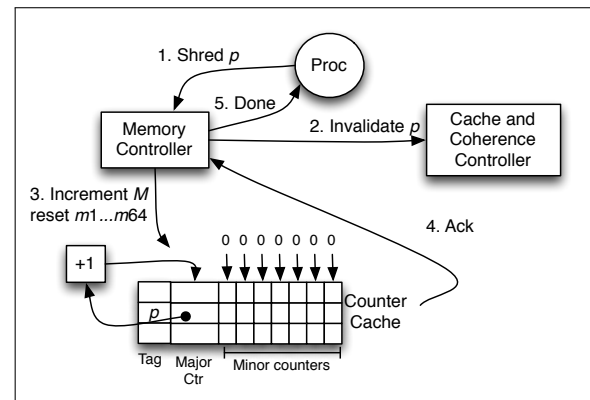 1. Shred p
Proc
5. Done
2. Invalidate p
Memory
Controller
Cache and
Coherence
Controller
3. Increment M
reset m1...m64
4. Ack
0 0 0 0 0 0 0
+1
Counter
Cache
p
Tag
Major
Ctr
Minor counters